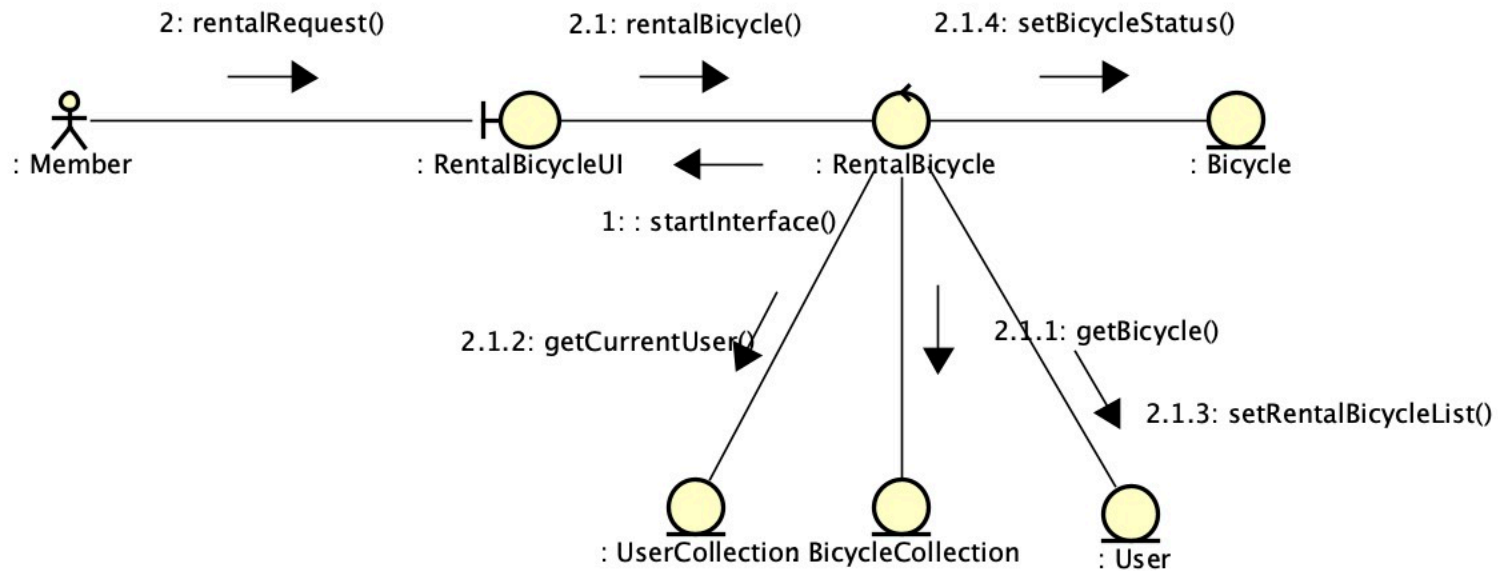 2: rentalRequest()
2.1: rentalBicycle()
2.1.4: setBicycleStatus()
: Member
: RentalBicycleUI
: RentalBicycle
: Bicycle
1: : startInterface()
2.1.2: getCurrentUser()
2.1.1: getBicycle()
2.1.3: setRentalBicycleList()
: UserCollection
: BicycleCollection
: User